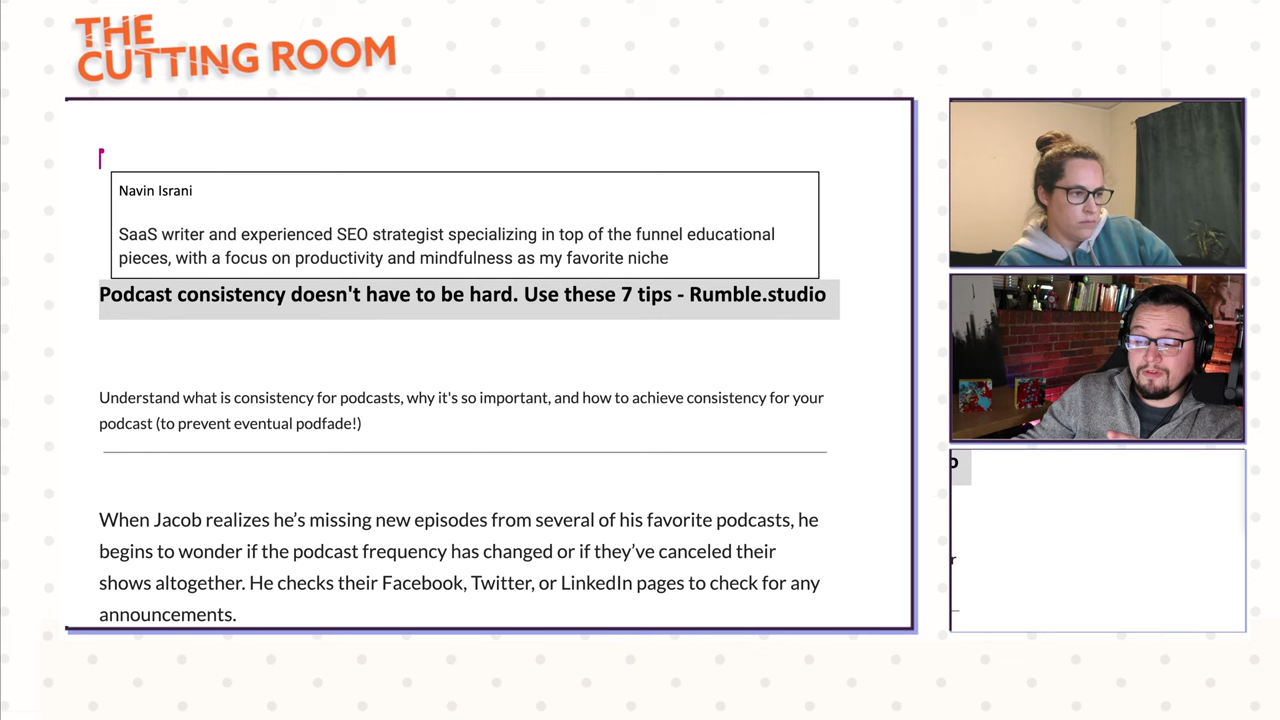 THE
CUTTING ROOM
Navin Israni
SaaS writer and experienced SEO strategist specializing in top of the funnel educational
pieces, with a focus on productivity and mindfulness as my favorite niche
Podcast consistency doesn't have to be hard. Use these 7 tips - Rumble.studio
Understand what is consistency for podcasts, why it's so important, and how to achieve consistency for your
podcast (to prevent eventual podfade!)
When Jacob realizes he’s missing new episodes from several of his favorite podcasts, he
begins to wonder if the podcast frequency has changed or if they’ve canceled their
shows altogether. He checks their Facebook, Twitter, or LinkedIn pages to check for any
announcements.